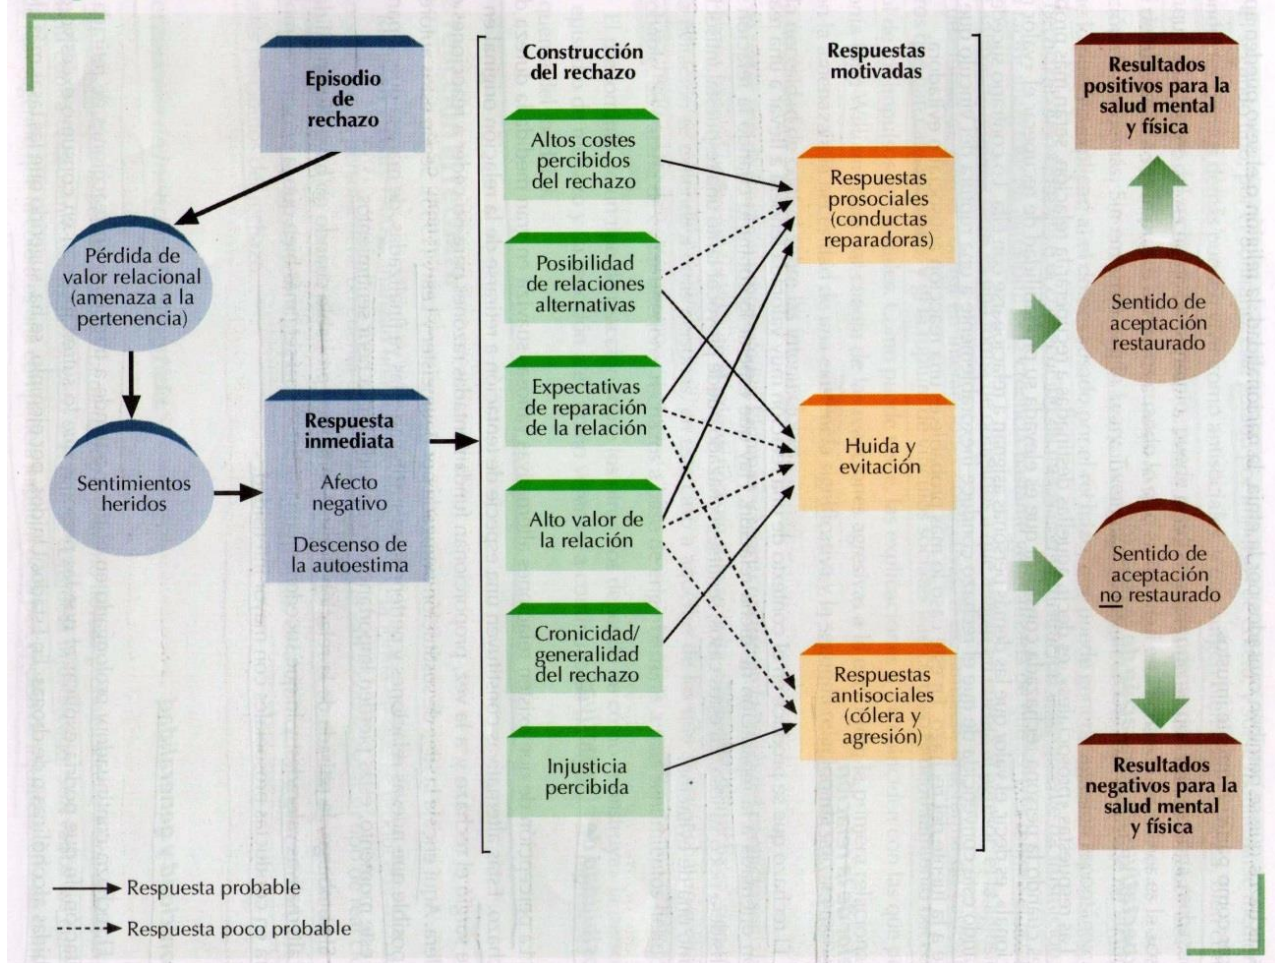 Episodio
de
rechazo
Pérdida de
valor relacional
(amenaza a la
pertenencia)
Sentimientos
heridos
Respuesta
inmediata
Afecto
negativo
Descenso de
la autoestima
Construcción
del rechazo
Altos costes
percibidos
del rechazo
Posibilidad
de relaciones
alternativas
Expectativas
de reparación
de la relación
Alto valor de
la relación
Cronicidad/
generalidad
del rechazo
Injusticia
percibida
Respuestas
motivadas
Respuestas
prosociales
(conductas
reparadoras)
Huida y
evitación
Respuestas
antisociales
(cólera y
agresión)
Resultados
positivos para la
salud mental
y física
Sentido de
aceptación
restaurado
Sentido de
aceptación
no restaurado
Resultados
negativos para la
salud mental
y física
Respuesta probable
Respuesta poco probable